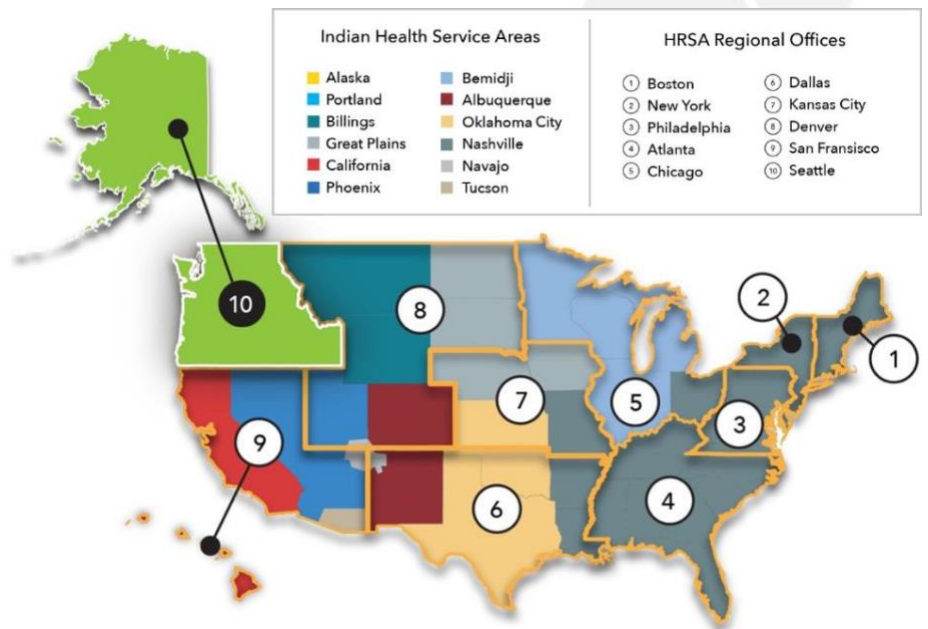 Indian Health Service Areas
Alaska
Portland
Billings
Great Plains
California
Phoenix
Bemidji
Albuquerque
Oklahoma City
Nashville
Navajo
Tucson
HRSA Regional Offices
1 Boston
2 New York
3 Philadelphia
4 Atlanta
5 Chicago
6 Dallas
7 Kansas City
8 Denver
9 San Fransisco
10 Seattle
10
8
2
1
7
5
3
9
6
4